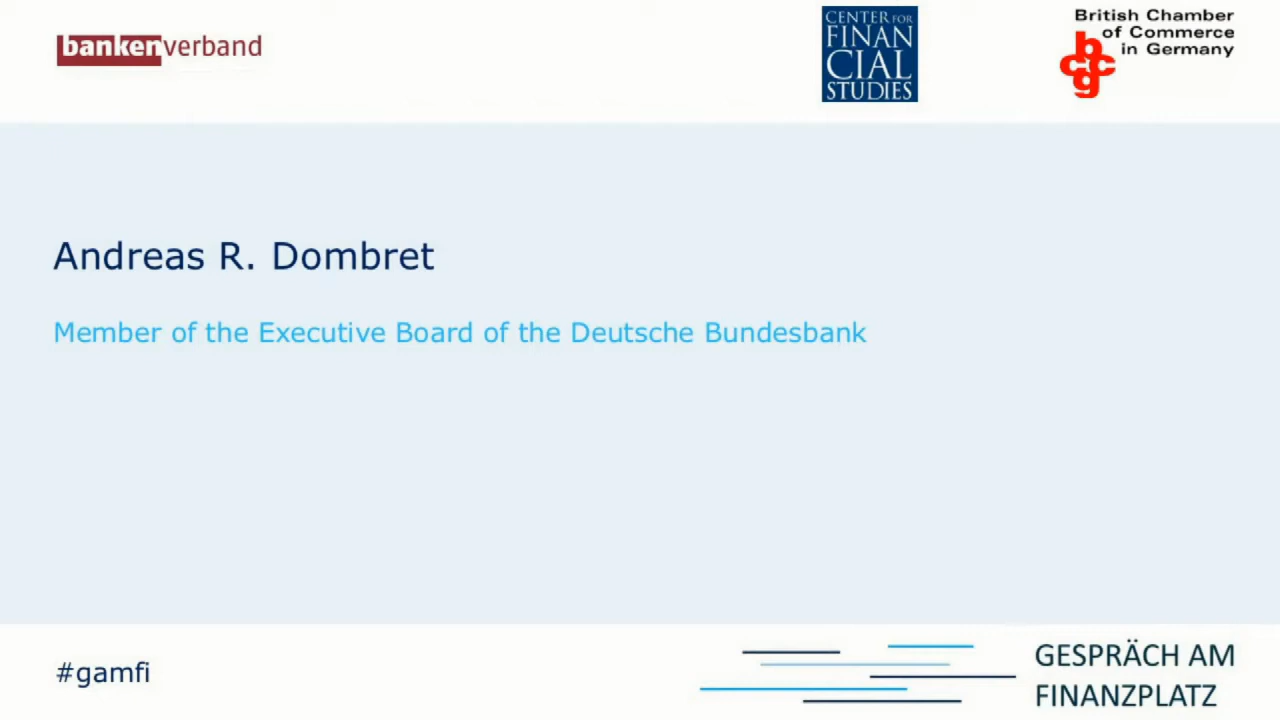 bankenverband
CENTER FOR
FINAN
CIAL
STUDIES
British Chamber
of Commerce
in Germany
bccg
Andreas R. Dombret
Member of the Executive Board of the Deutsche Bundesbank
#gamfi
GESPRÄCH AM
FINANZPLATZ